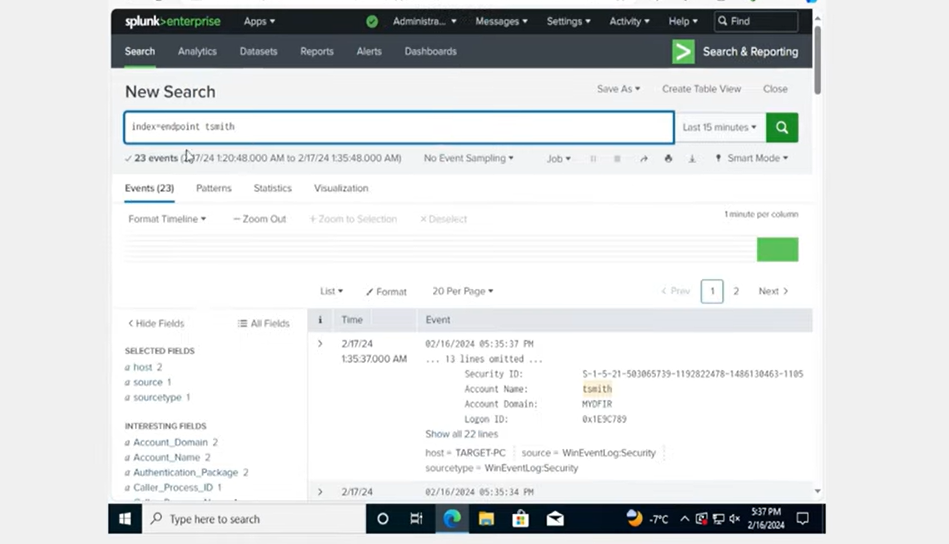 splunk>enterprise Apps Administra... Messages Settings Activity Help Find
Search Analytics Datasets Reports Alerts Dashboards Search & Reporting
New Search Save As Create Table View Close
index=endpoint tsmith Last 15 minutes
23 events (2/17/24 1:20:48.000 AM to 2/17/24 1:35:48.000 AM) No Event Sampling Job Smart Mode
Events (23) Patterns Statistics Visualization
Format Timeline – Zoom Out + Zoom to Selection × Deselect 1 minute per column
List Format 20 Per Page < Prev 1 2 Next >
< Hide Fields All Fields i Time Event
SELECTED FIELDS
a host 2
a source 1
a sourcetype 1
INTERESTING FIELDS
a Account_Domain 2
a Account_Name 2
a Authentication_Package 2
a Caller_Process_ID 1
> 2/17/24 02/16/2024 05:35:37 PM
1:35:37.000 AM ... 13 lines omitted ...
Security ID: S-1-5-21-503065739-1192822478-1486130463-1105
Account Name: tsmith
Account Domain: MYDFIR
Logon ID: 0x1E9C789
Show all 22 lines
host = TARGET-PC source = WinEventLog:Security
sourcetype = WinEventLog:Security
> 2/17/24 02/16/2024 05:35:34 PM
Type here to search -7°C 5:37 PM
2/16/2024